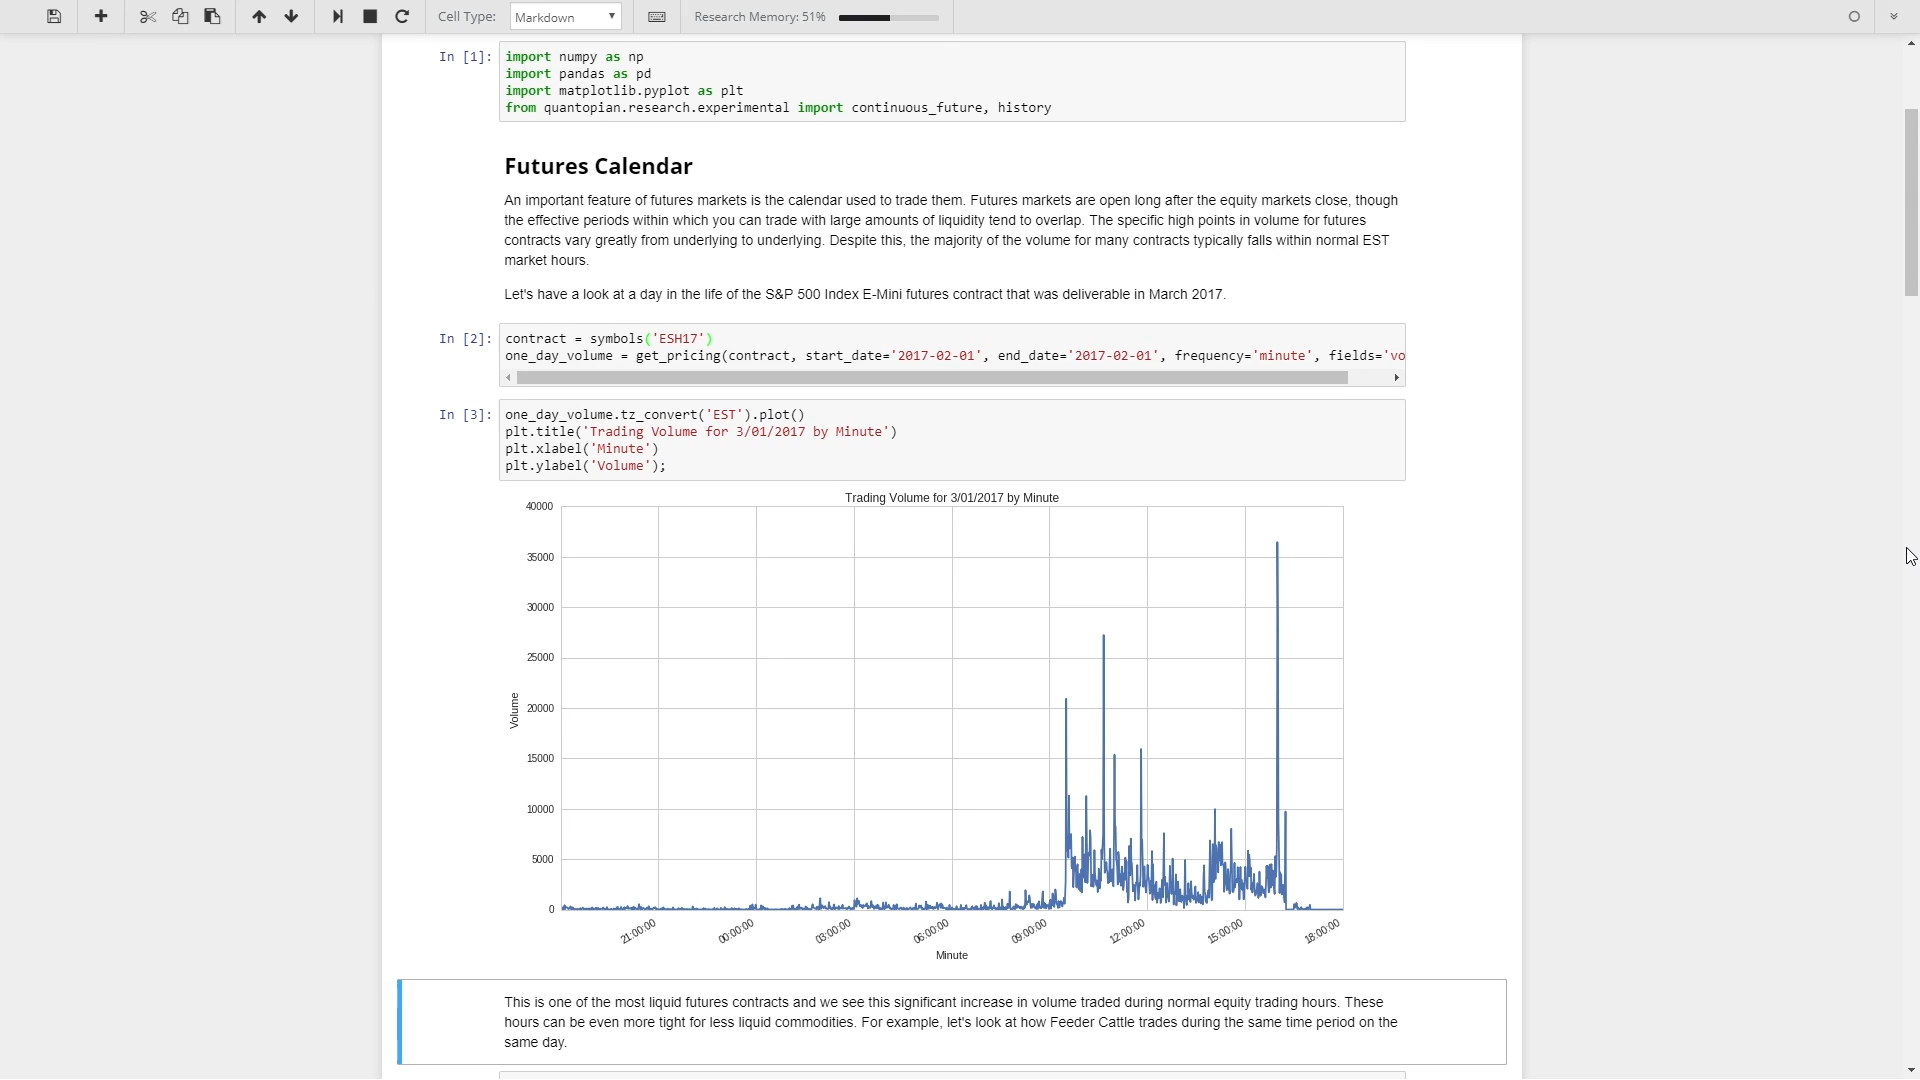 Cell Type: Markdown Research Memory: 51%
In [1]: import numpy as np
import pandas as pd
import matplotlib.pyplot as plt
from quantopian.research.experimental import continuous_future, history
Futures Calendar
An important feature of futures markets is the calendar used to trade them. Futures markets are open long after the equity markets close, though
the effective periods within which you can trade with large amounts of liquidity tend to overlap. The specific high points in volume for futures
contracts vary greatly from underlying to underlying. Despite this, the majority of the volume for many contracts typically falls within normal EST
market hours.
Let's have a look at a day in the life of the S&P 500 Index E-Mini futures contract that was deliverable in March 2017.
In [2]: contract = symbols('ESH17')
one_day_volume = get_pricing(contract, start_date='2017-02-01', end_date='2017-02-01', frequency='minute', fields='vo
In [3]: one_day_volume.tz_convert('EST').plot()
plt.title('Trading Volume for 3/01/2017 by Minute')
plt.xlabel('Minute')
plt.ylabel('Volume');
Trading Volume for 3/01/2017 by Minute
40000
35000
30000
25000
20000
15000
10000
5000
0
Volume
21:00:00 00:00:00 03:00:00 06:00:00 09:00:00 12:00:00 15:00:00 18:00:00
Minute
This is one of the most liquid futures contracts and we see this significant increase in volume traded during normal equity trading hours. These
hours can be even more tight for less liquid commodities. For example, let's look at how Feeder Cattle trades during the same time period on the
same day.